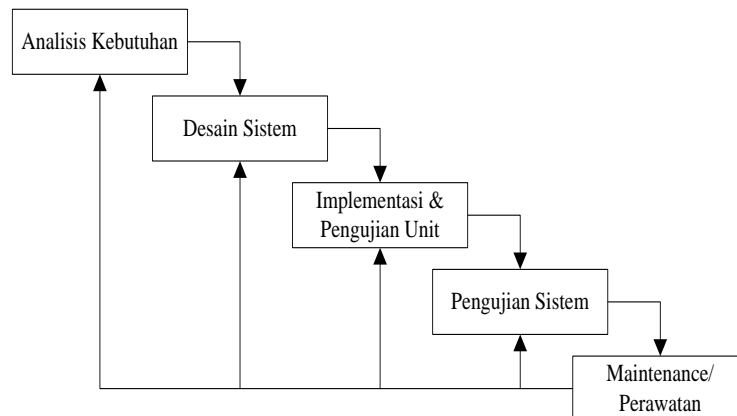 Analisis Kebutuhan
Desain Sistem
Implementasi &
Pengujian Unit
Pengujian Sistem
Maintenance/
Perawatan